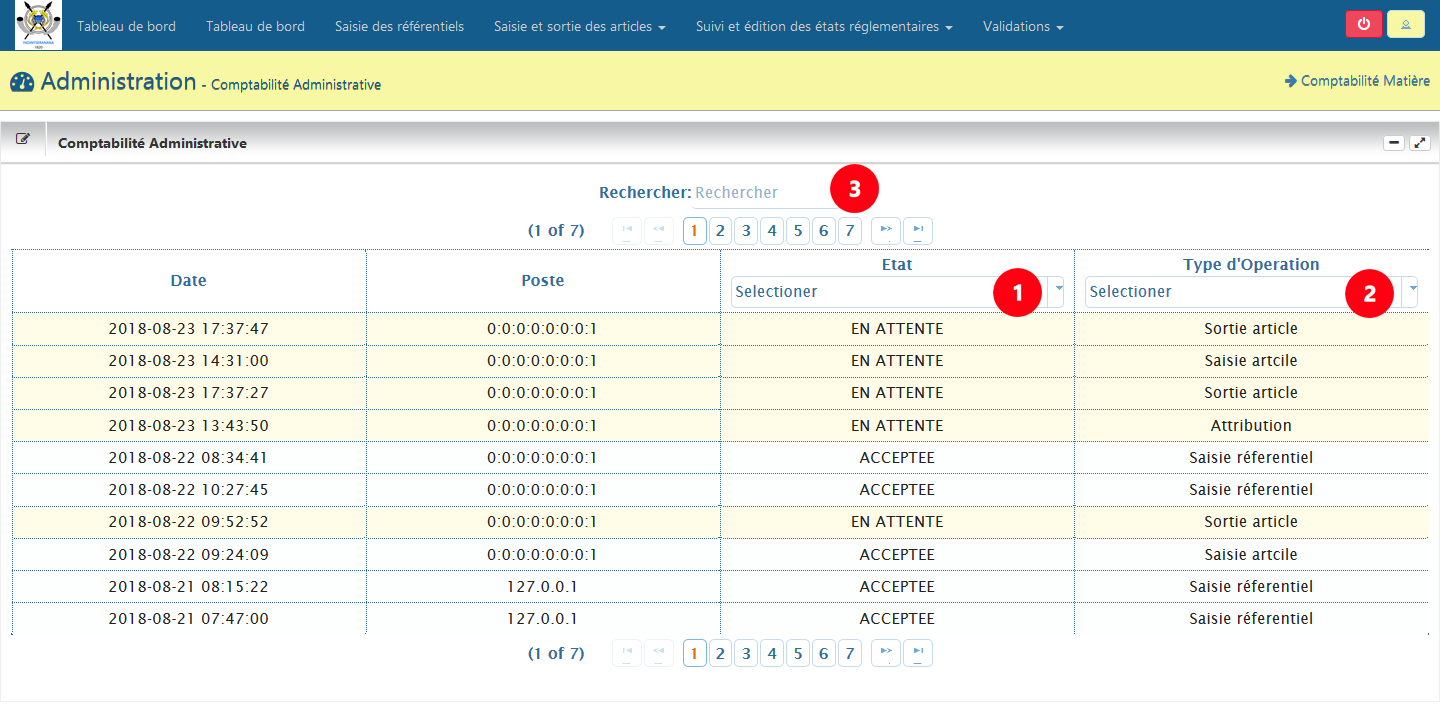 Tableau de bord Tableau de bord Saisie des référentiels Saisie et sortie des articles Suivi et édition des états réglementaires Validations
Administration - Comptabilité Administrative Comptabilité Matière
Comptabilité Administrative
Rechercher: Rechercher 3
(1 of 7) 1 2 3 4 5 6 7
Date Poste Etat Type d'Operation
Selectioner 1 Selectioner 2
2018-08-23 17:37:47 0:0:0:0:0:0:0:1 EN ATTENTE Sortie article
2018-08-23 14:31:00 0:0:0:0:0:0:0:1 EN ATTENTE Saisie artcile
2018-08-23 17:37:27 0:0:0:0:0:0:0:1 EN ATTENTE Sortie article
2018-08-23 13:43:50 0:0:0:0:0:0:0:1 EN ATTENTE Attribution
2018-08-22 08:34:41 0:0:0:0:0:0:0:1 ACCEPTEE Saisie réferentiel
2018-08-22 10:27:45 0:0:0:0:0:0:0:1 ACCEPTEE Saisie réferentiel
2018-08-22 09:52:52 0:0:0:0:0:0:0:1 EN ATTENTE Sortie article
2018-08-22 09:24:09 0:0:0:0:0:0:0:1 ACCEPTEE Saisie artcile
2018-08-21 08:15:22 127.0.0.1 ACCEPTEE Saisie réferentiel
2018-08-21 07:47:00 127.0.0.1 ACCEPTEE Saisie réferentiel
(1 of 7) 1 2 3 4 5 6 7